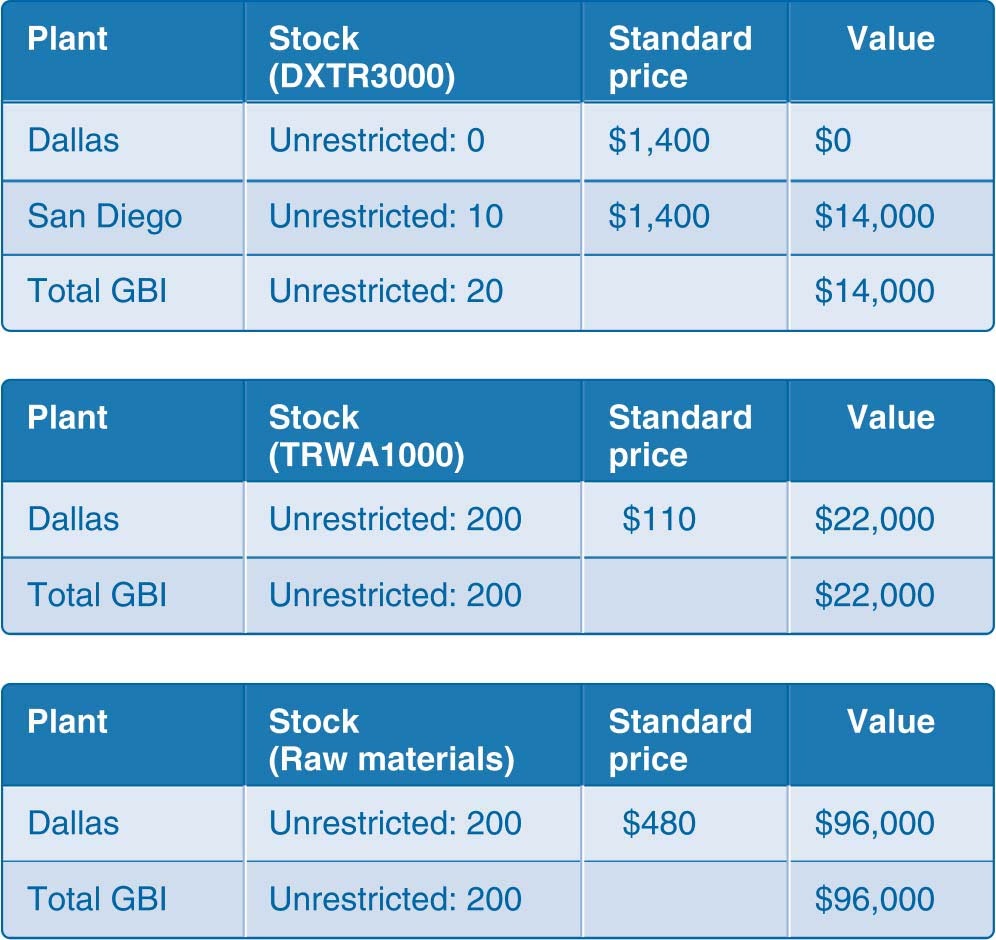 Plant Stock Standard Value
(DXTR3000) price
Dallas Unrestricted: 0 $1,400 $0
San Diego Unrestricted: 10 $1,400 $14,000
Total GBI Unrestricted: 20 $14,000
Plant Stock Standard Value
(TRWA1000) price
Dallas Unrestricted: 200 $110 $22,000
Total GBI Unrestricted: 200 $22,000
Plant Stock Standard Value
(Raw materials) price
Dallas Unrestricted: 200 $480 $96,000
Total GBI Unrestricted: 200 $96,000